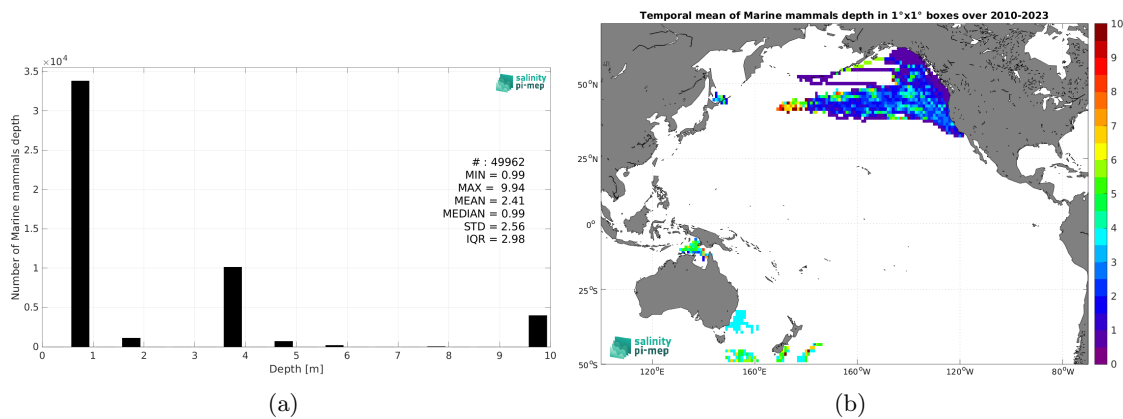 ×10⁴
3.5
3
2.5
2
1.5
1
0.5
0
0 1 2 3 4 5 6 7 8 9 10
Number of Marine mammals depth
Depth [m]
salinity
pi-mep
# : 49962
MIN = 0.99
MAX = 9.94
MEAN = 2.41
MEDIAN = 0.99
STD = 2.56
IQR = 2.98
(a)
Temporal mean of Marine mammals depth in 1°x1° boxes over 2010-2023
50°N
25°N
0°
25°S
50°S
120°E 160°E 160°W 120°W 80°W
salinity
pi-mep
10
9
8
7
6
5
4
3
2
1
0
(b)